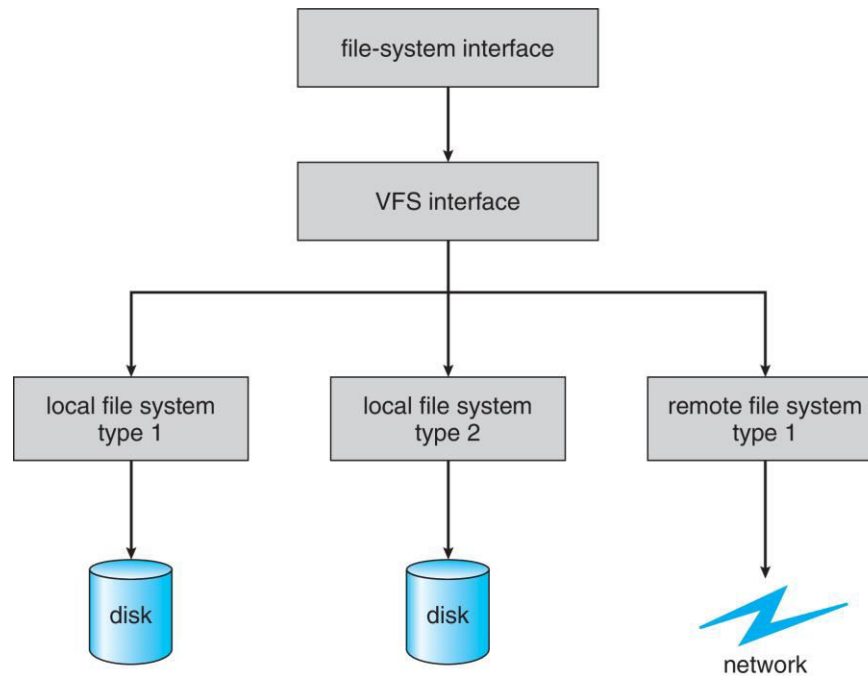 file-system interface
VFS interface
local file system
type 1
local file system
type 2
remote file system
type 1
disk
disk
network